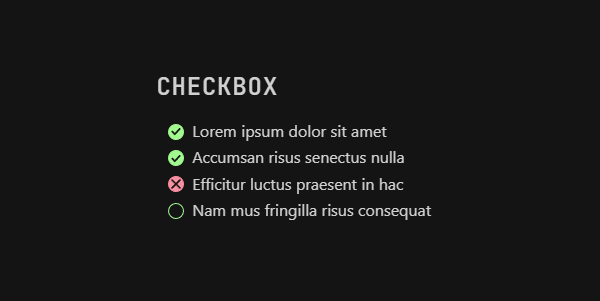 CHECKBOX
Lorem ipsum dolor sit amet
Accumsan risus senectus nulla
Efficitur luctus praesent in hac
Nam mus fringilla risus consequat